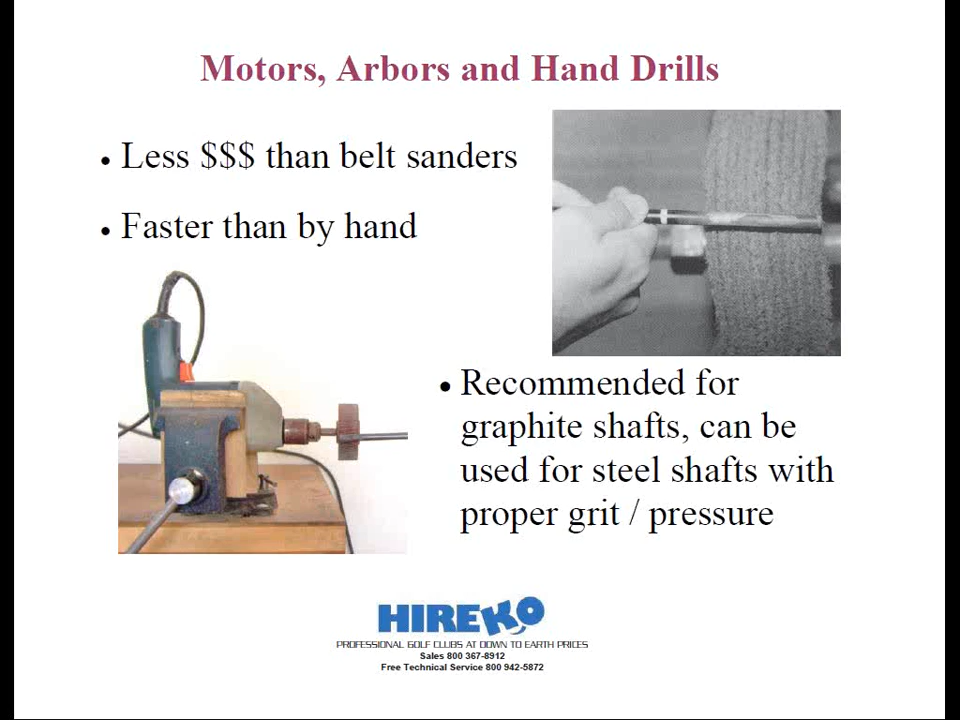 Motors, Arbors and Hand Drills
• Less $$$ than belt sanders
• Faster than by hand
• Recommended for
graphite shafts, can be
used for steel shafts with
proper grit / pressure
HIREKO
PROFESSIONAL GOLF CLUBS AT DOWN TO EARTH PRICES
Sales 800 367-8912
Free Technical Service 800 942-5872